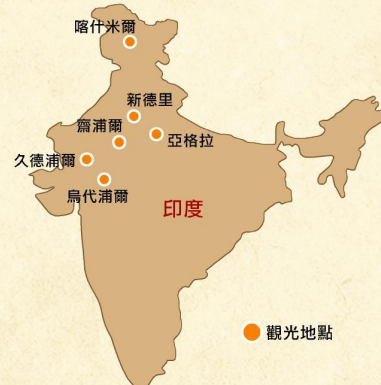 喀什米爾
新德里
齋浦爾
亞格拉
久德浦爾
烏代浦爾
印度
觀光地點